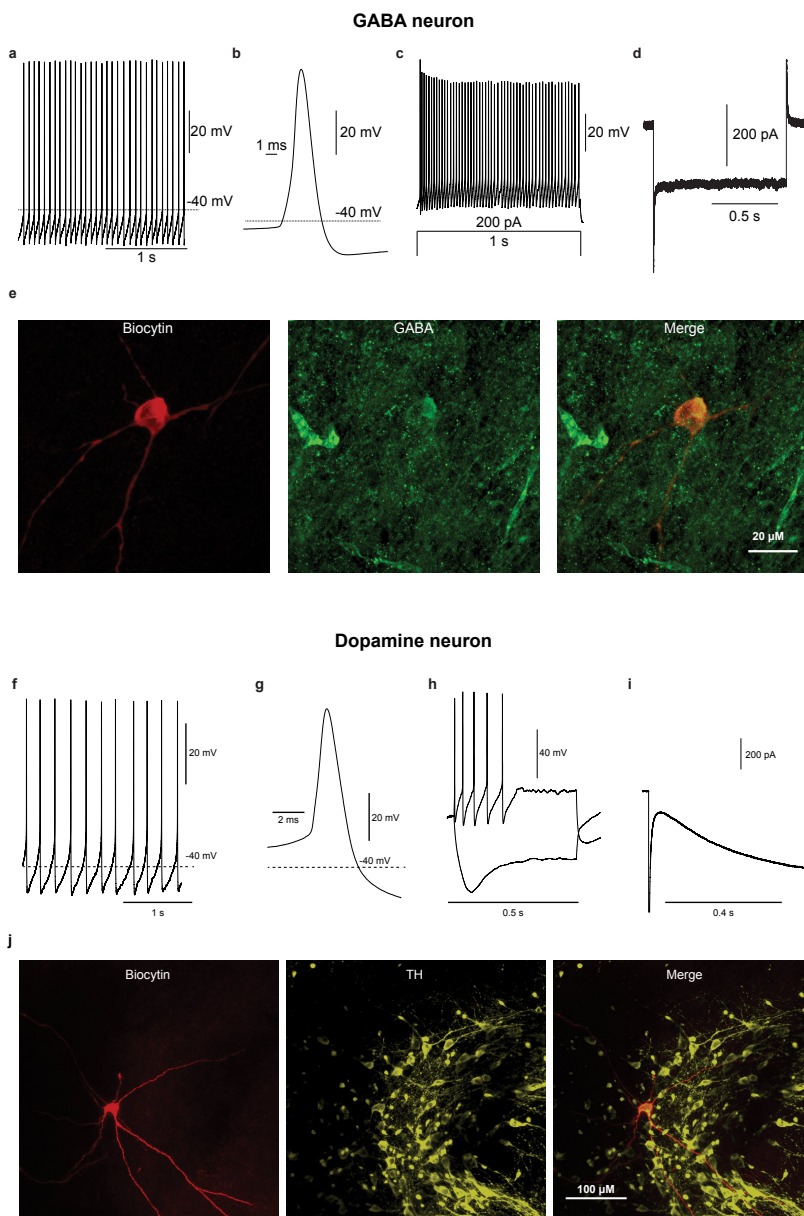 GABA neuron
a
20 mV
-40 mV
1 s
b
1 ms
20 mV
-40 mV
c
20 mV
200 pA
1 s
d
200 pA
0.5 s
e
Biocytin
GABA
Merge
20 µM
Dopamine neuron
f
20 mV
-40 mV
1 s
g
2 ms
20 mV
-40 mV
h
40 mV
0.5 s
i
200 pA
0.4 s
j
Biocytin
TH
Merge
100 µM